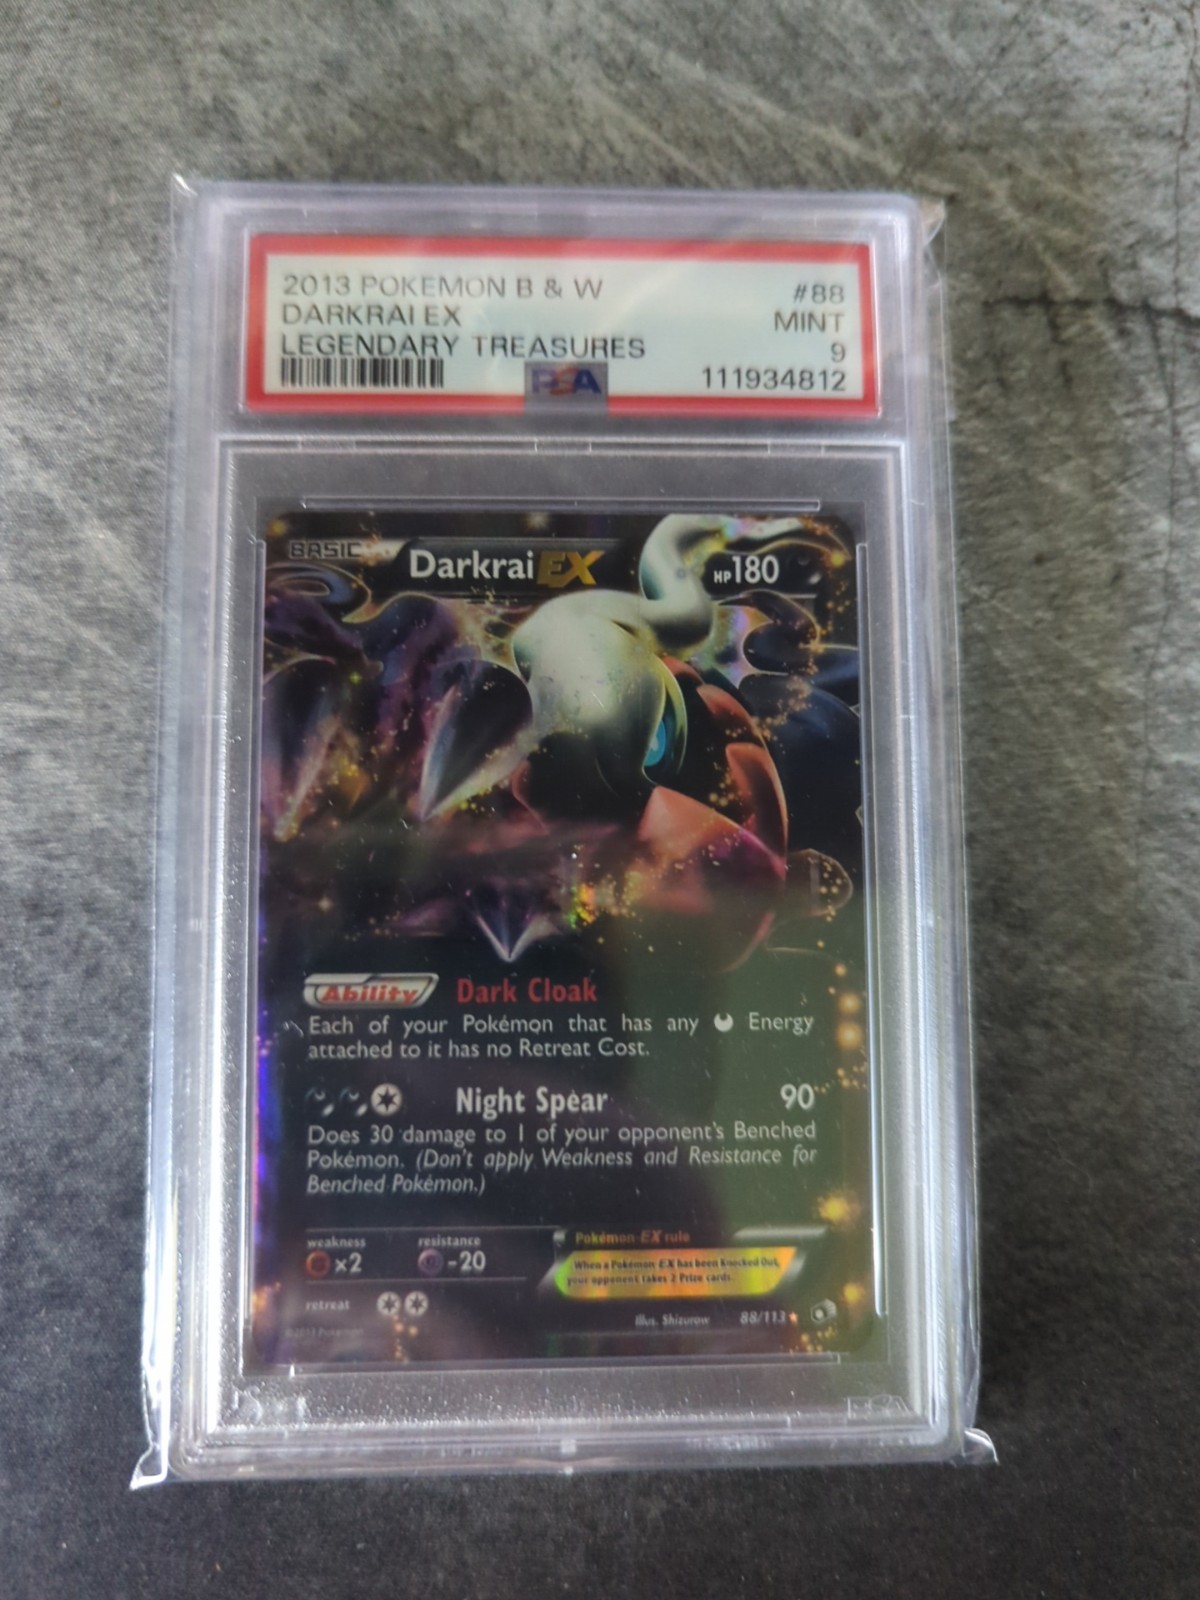 2013 POKEMON B & W #88
DARKRAI EX MINT
LEGENDARY TREASURES 9
PSA 111934812
BASIC Darkrai EX HP180
Ability Dark Cloak
Each of your Pokémon that has any Energy
attached to it has no Retreat Cost.
Night Spear 90
Does 30 damage to 1 of your opponent's Benched
Pokémon. (Don't apply Weakness and Resistance for
Benched Pokémon.)
weakness resistance Pokémon-EX rule
×2 -20
When a Pokémon-EX has been Knocked Out,
your opponent takes 2 Prize cards.
retreat
Illus. Shizurow 88/113
©2013 Pokémon